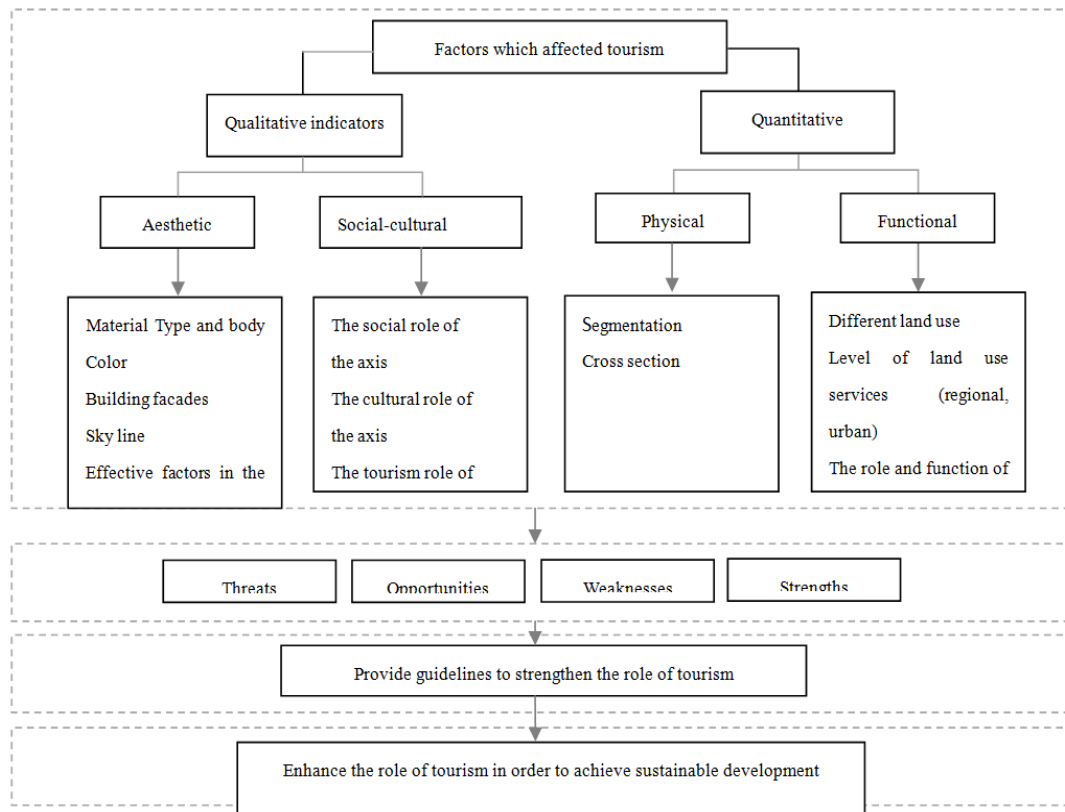 Factors which affected tourism
Qualitative indicators
Quantitative
Aesthetic
Social-cultural
Physical
Functional
Material Type and body
Color
Building facades
Sky line
Effective factors in the
The social role of
the axis
The cultural role of
the axis
The tourism role of
Segmentation
Cross section
Different land use
Level of land use
services (regional,
urban)
The role and function of
Threats
Opportunities
Weaknesses
Strengths
Provide guidelines to strengthen the role of tourism
Enhance the role of tourism in order to achieve sustainable development